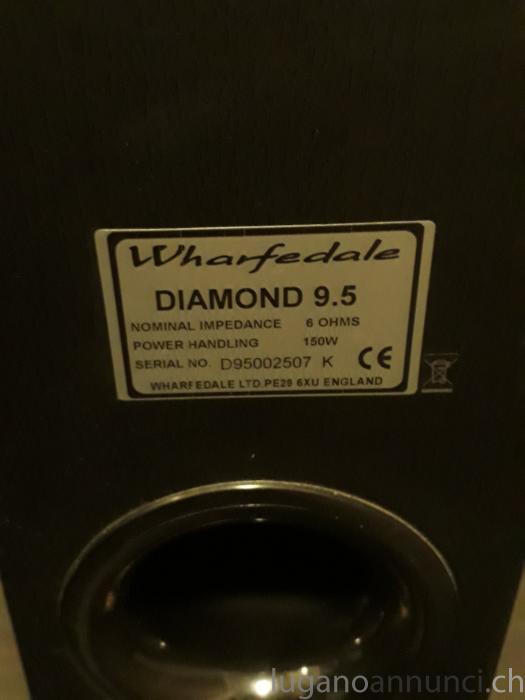 Wharfedale
DIAMOND 9.5
NOMINAL IMPEDANCE 6 OHMS
POWER HANDLING 150W
SERIAL NO. D95002507 K CE
WHARFEDALE LTD.PE29 6XU ENGLAND
luganoannunci.ch